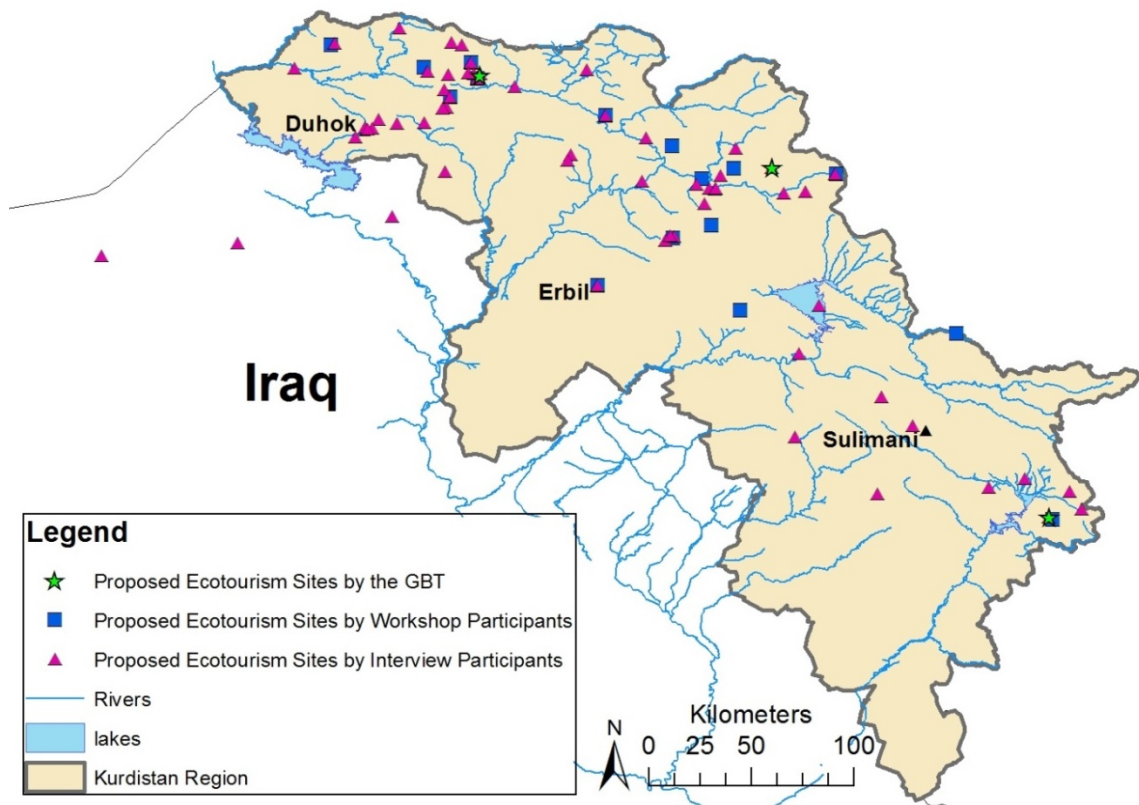 Duhok
Erbil
Iraq
Sulimani
Legend
Proposed Ecotourism Sites by the GBT
Proposed Ecotourism Sites by Workshop Participants
Proposed Ecotourism Sites by Interview Participants
Rivers
lakes
Kurdistan Region
N
Kilometers
0 25 50 100